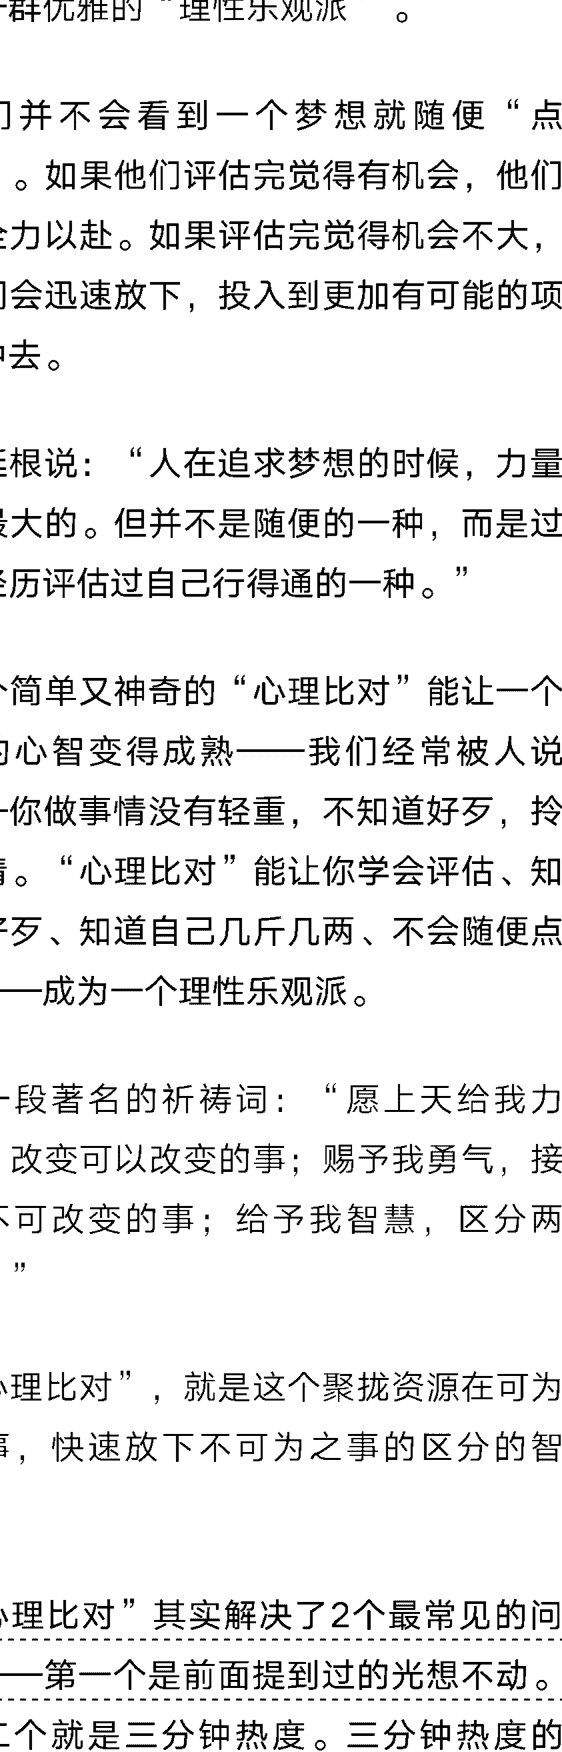 群优雅的“理性乐观派”。
并不会看到一个梦想就随便“点
。如果他们评估完觉得有机会，他们
全力以赴。如果评估完觉得机会不大，
会迅速放下，投入到更加有可能的项
中去。
廷根说：“人在追求梦想的时候，力量
最大的。但并不是随便的一种，而是过
经历评估过自己行得通的一种。”
个简单又神奇的“心理比对”能让一个
的心智变得成熟——我们经常被人说
你做事情没有轻重，不知道好歹，拎
清。“心理比对”能让你学会评估、知
好歹、知道自己几斤几两、不会随便点
——成为一个理性乐观派。
一段著名的祈祷词：“愿上天给我力
改变可以改变的事；赐予我勇气，接
不可改变的事；给予我智慧，区分两
”
心理比对”，就是这个聚拢资源在可为
事，快速放下不可为之事的区分的智
心理比对”其实解决了2个最常见的问
——第一个是前面提到过的光想不动。
二个就是三分钟热度。三分钟热度的